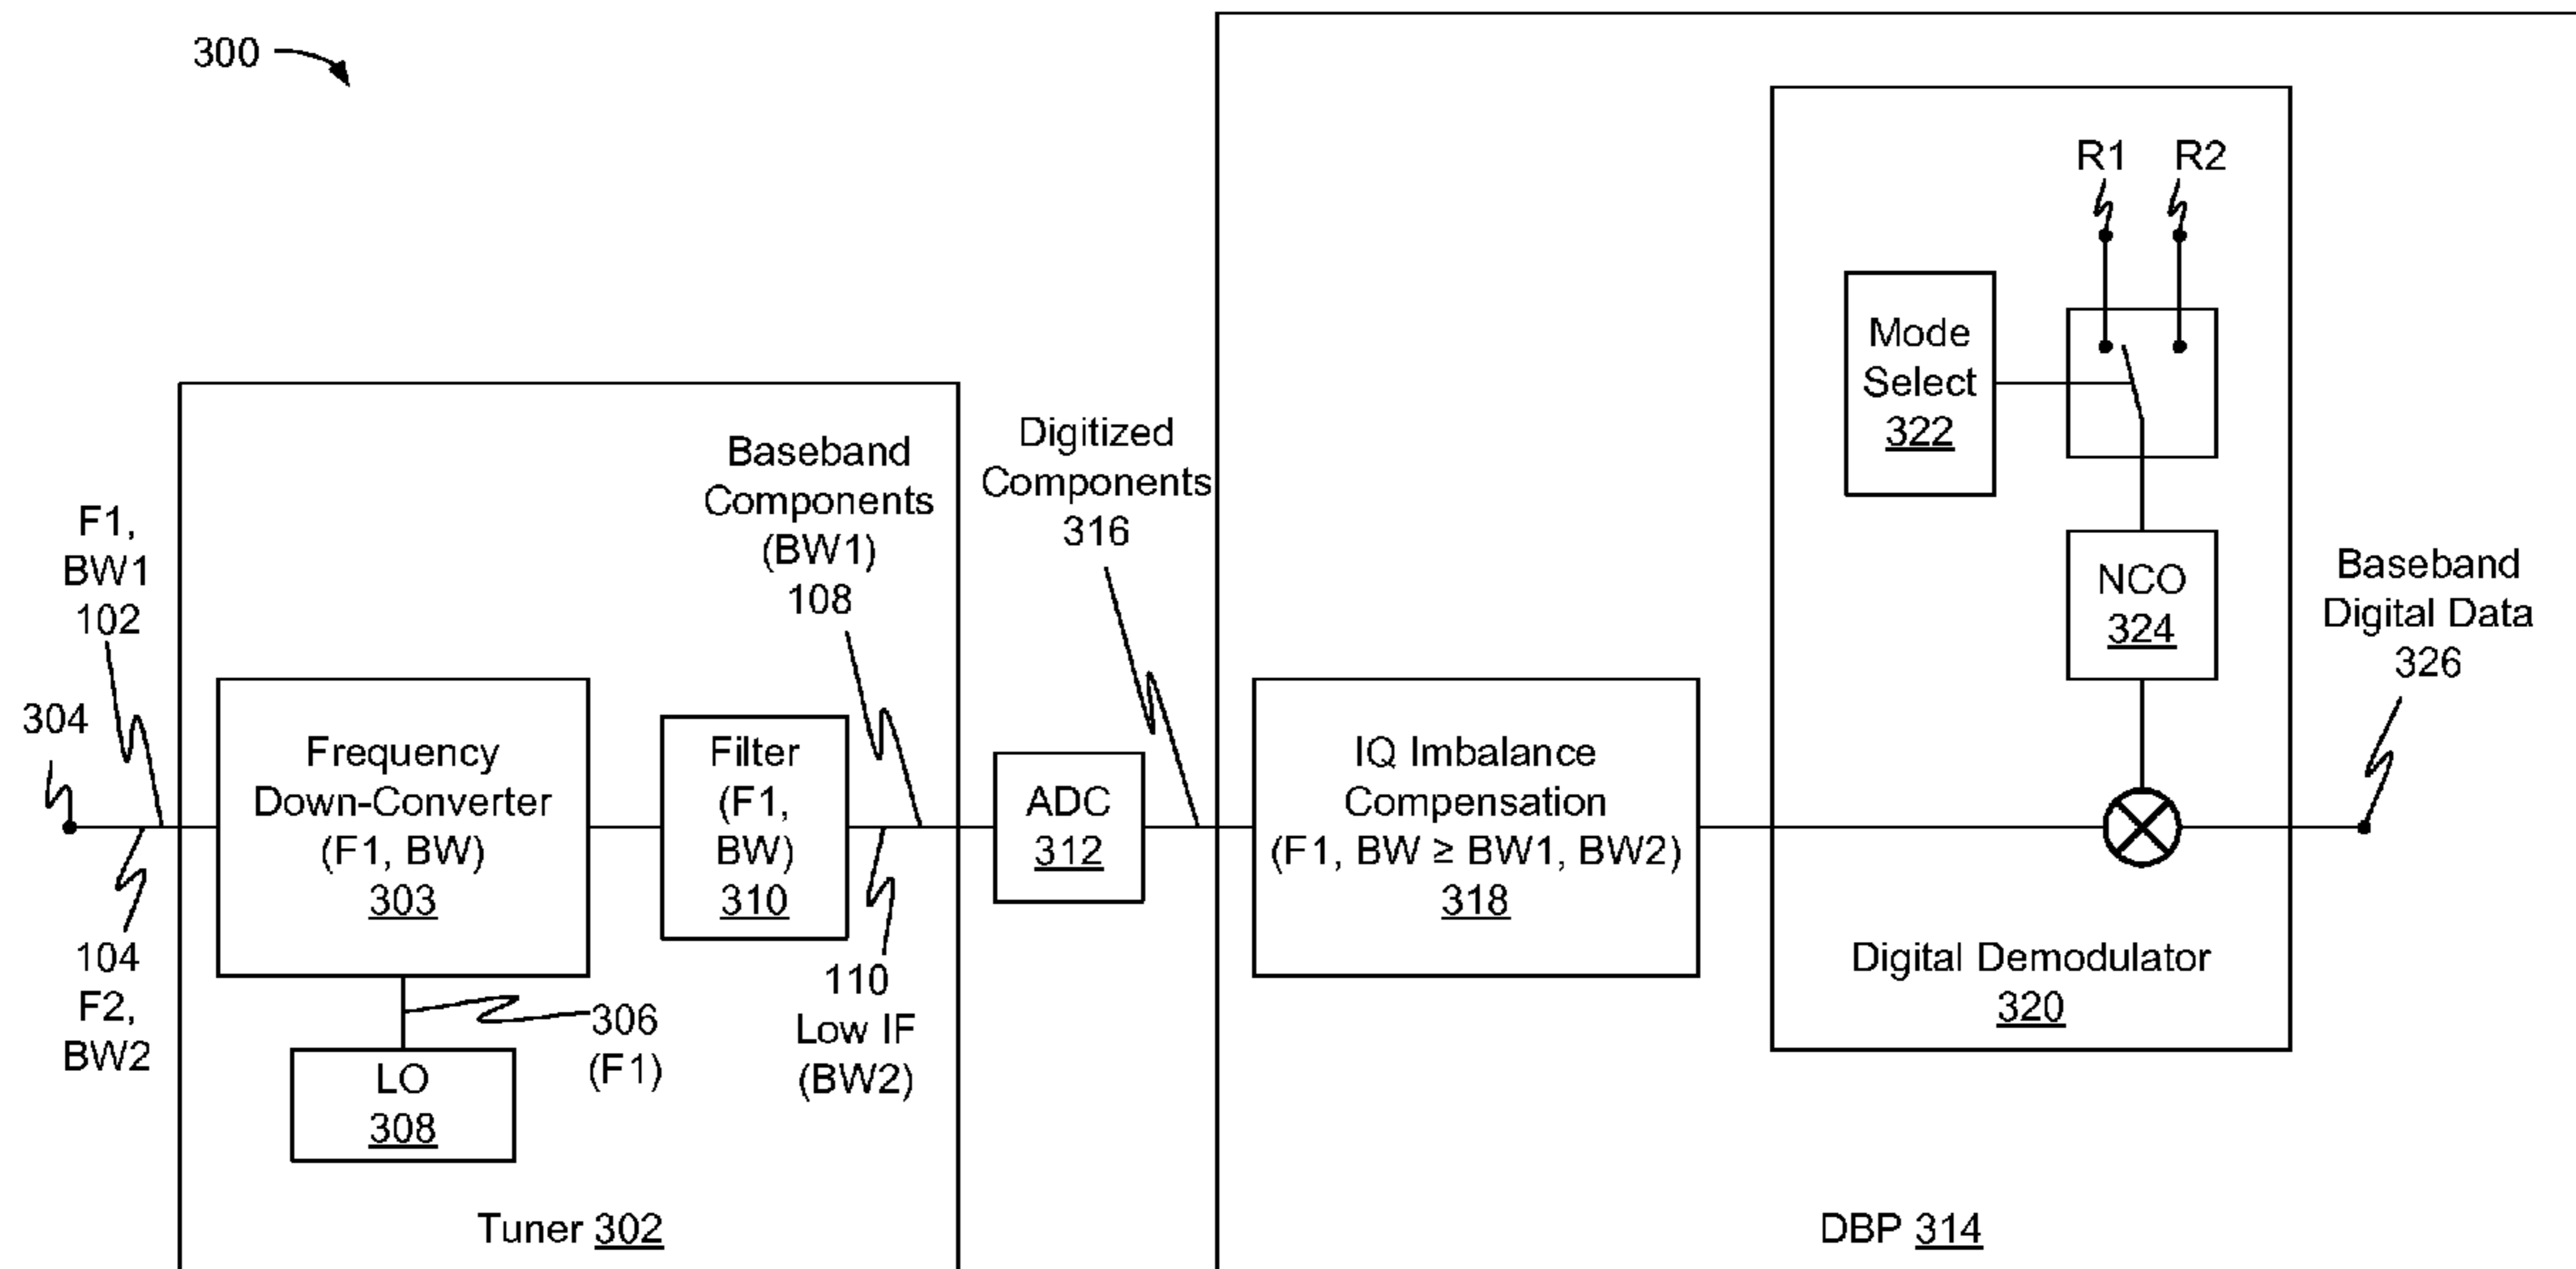 300
R1
R2
Mode
Select
322
NCO
324
Digital Demodulator
320
Baseband
Digital Data
326
F1,
BW1
102
304
104
F2,
BW2
Frequency
Down-Converter
(F1, BW)
303
306
(F1)
LO
308
Filter
(F1,
BW)
310
Baseband
Components
(BW1)
108
110
Low IF
(BW2)
Tuner 302
Digitized
Components
316
ADC
312
IQ Imbalance
Compensation
(F1, BW ≥ BW1, BW2)
318
DBP 314